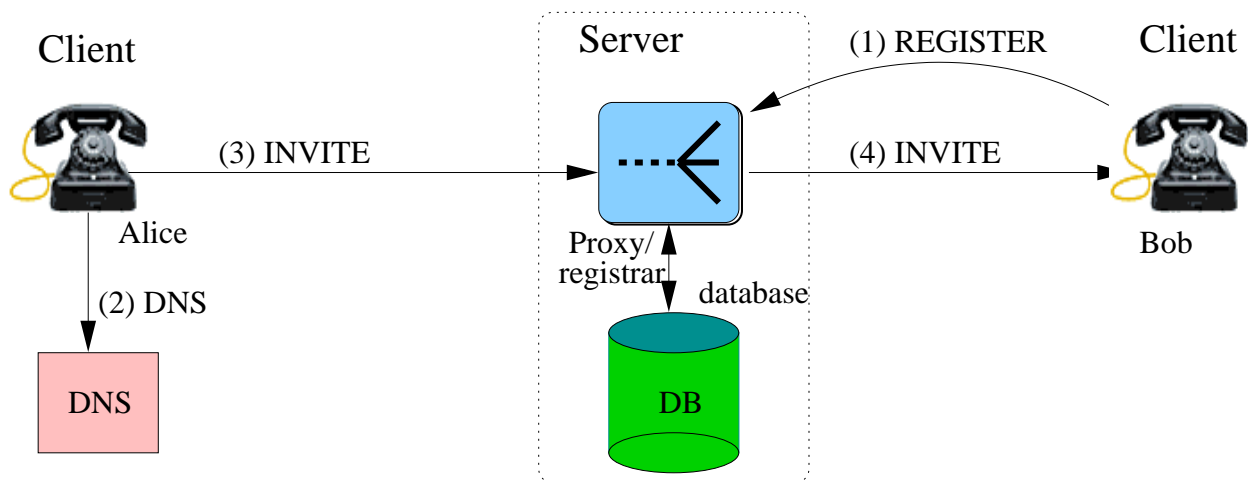 Client
Server
(1) REGISTER
Client
(3) INVITE
(4) INVITE
Alice
Proxy/
registrar
Bob
(2) DNS
database
DNS
DB